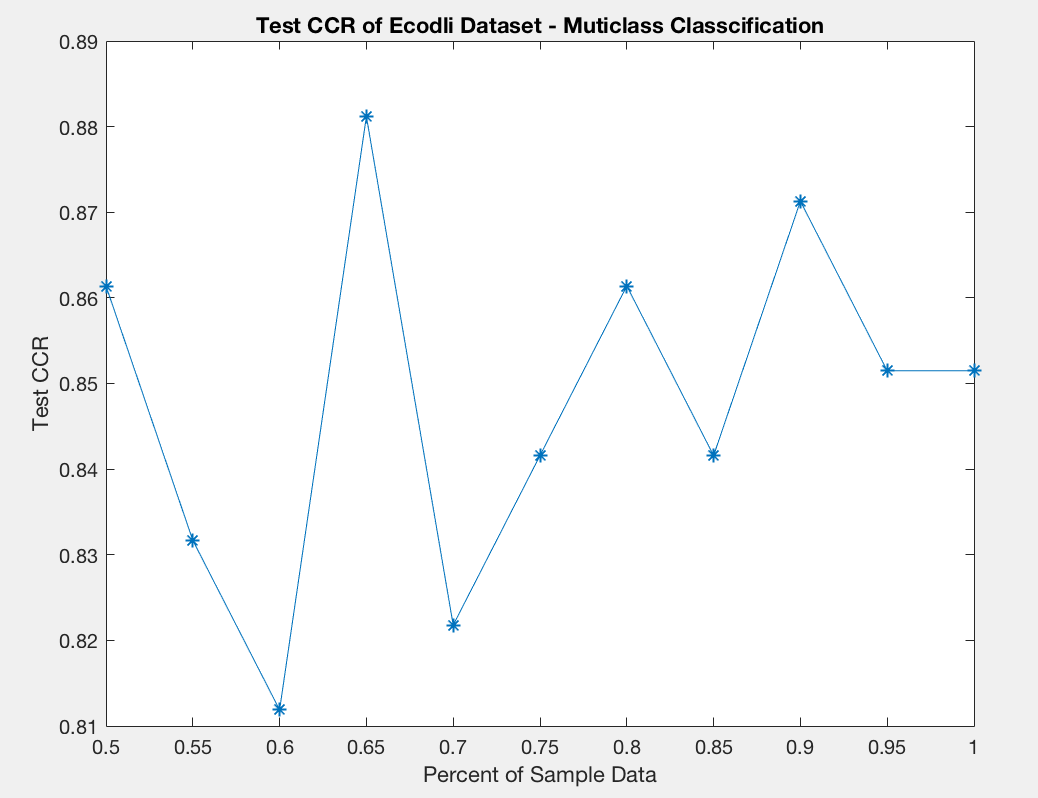 Test CCR of Ecodli Dataset - Muticlass Classcification
0.89
0.88
0.87
0.86
0.85
0.84
0.83
0.82
0.81
Test CCR
0.5 0.55 0.6 0.65 0.7 0.75 0.8 0.85 0.9 0.95 1
Percent of Sample Data